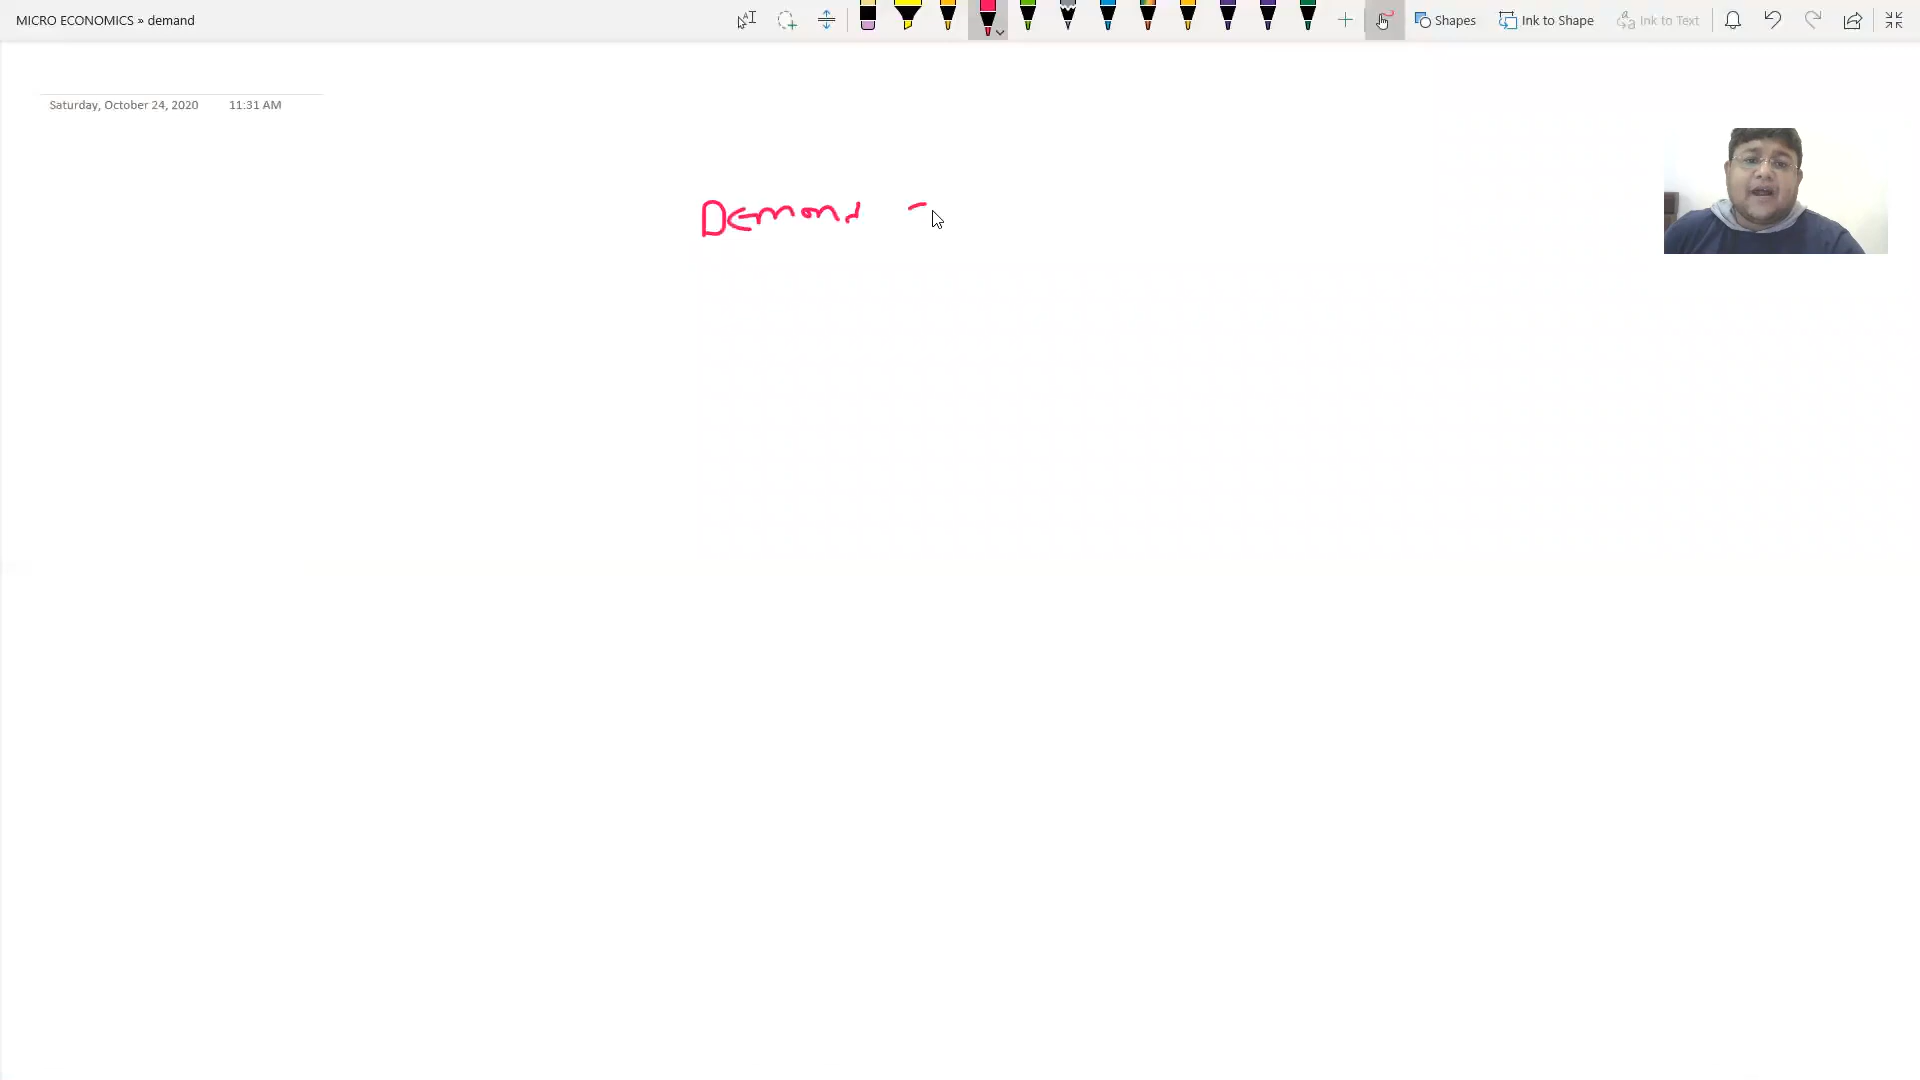 MICRO ECONOMICS » demand
Shapes
Ink to Shape
Ink to Text
Saturday, October 24, 2020 11:31 AM
Demand